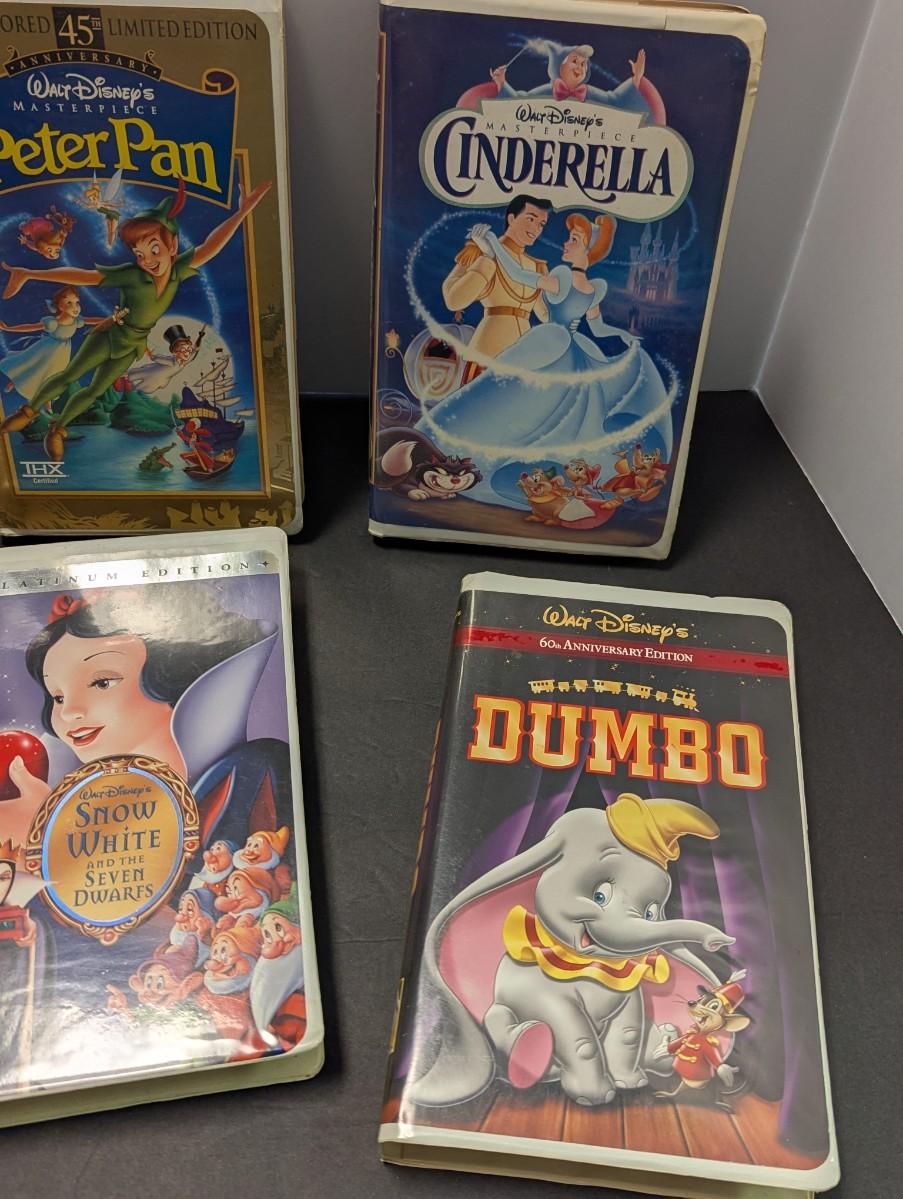 ORED 45TH LIMITED EDITION
ANNIVERSARY
WALT DISNEY'S
MASTERPIECE
Peter Pan
THX
Certified
WALT DISNEY'S
MASTERPIECE
CINDERELLA
LATINUM EDITION
WALT DISNEY'S
SNOW
WHITE
AND THE
SEVEN
DWARFS
WALT DISNEY'S
60th ANNIVERSARY EDITION
DUMBO